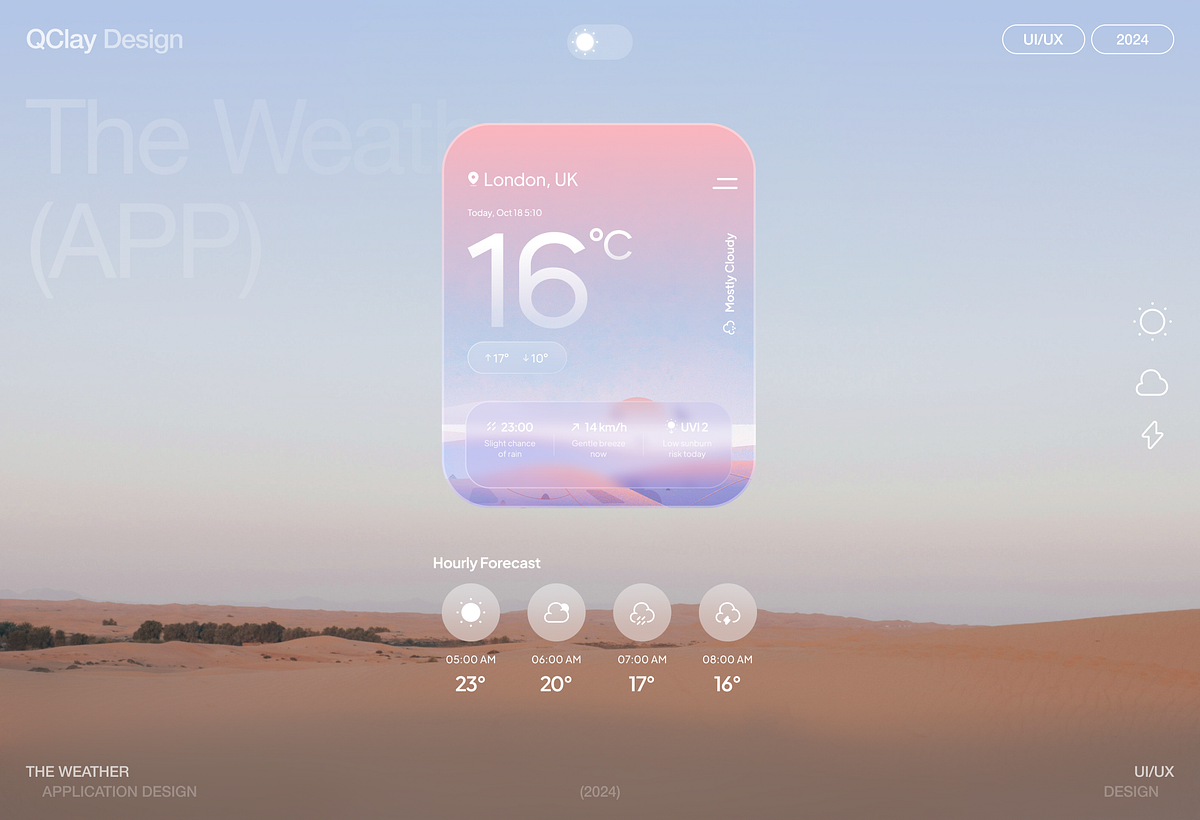 QClay Design
UI/UX
2024
The Weath
(APP)
London, UK
Today, Oct 18 5:10
16°C
Mostly Cloudy
↑17° ↓10°
23:00
Slight chance
of rain
14 km/h
Gentle breeze
now
UVI 2
Low sunburn
risk today
Hourly Forecast
05:00 AM
23°
06:00 AM
20°
07:00 AM
17°
08:00 AM
16°
THE WEATHER
APPLICATION DESIGN
(2024)
UI/UX
DESIGN